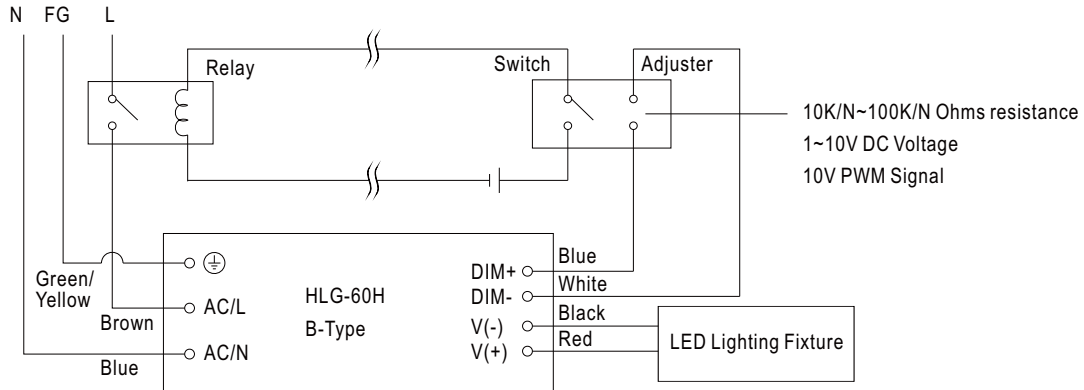 N FG L
Relay
Switch
Adjuster
10K/N~100K/N Ohms resistance
1~10V DC Voltage
10V PWM Signal
Green/
Yellow
Brown
Blue
AC/L
AC/N
HLG-60H
B-Type
DIM+
DIM-
V(-)
V(+)
Blue
White
Black
Red
LED Lighting Fixture